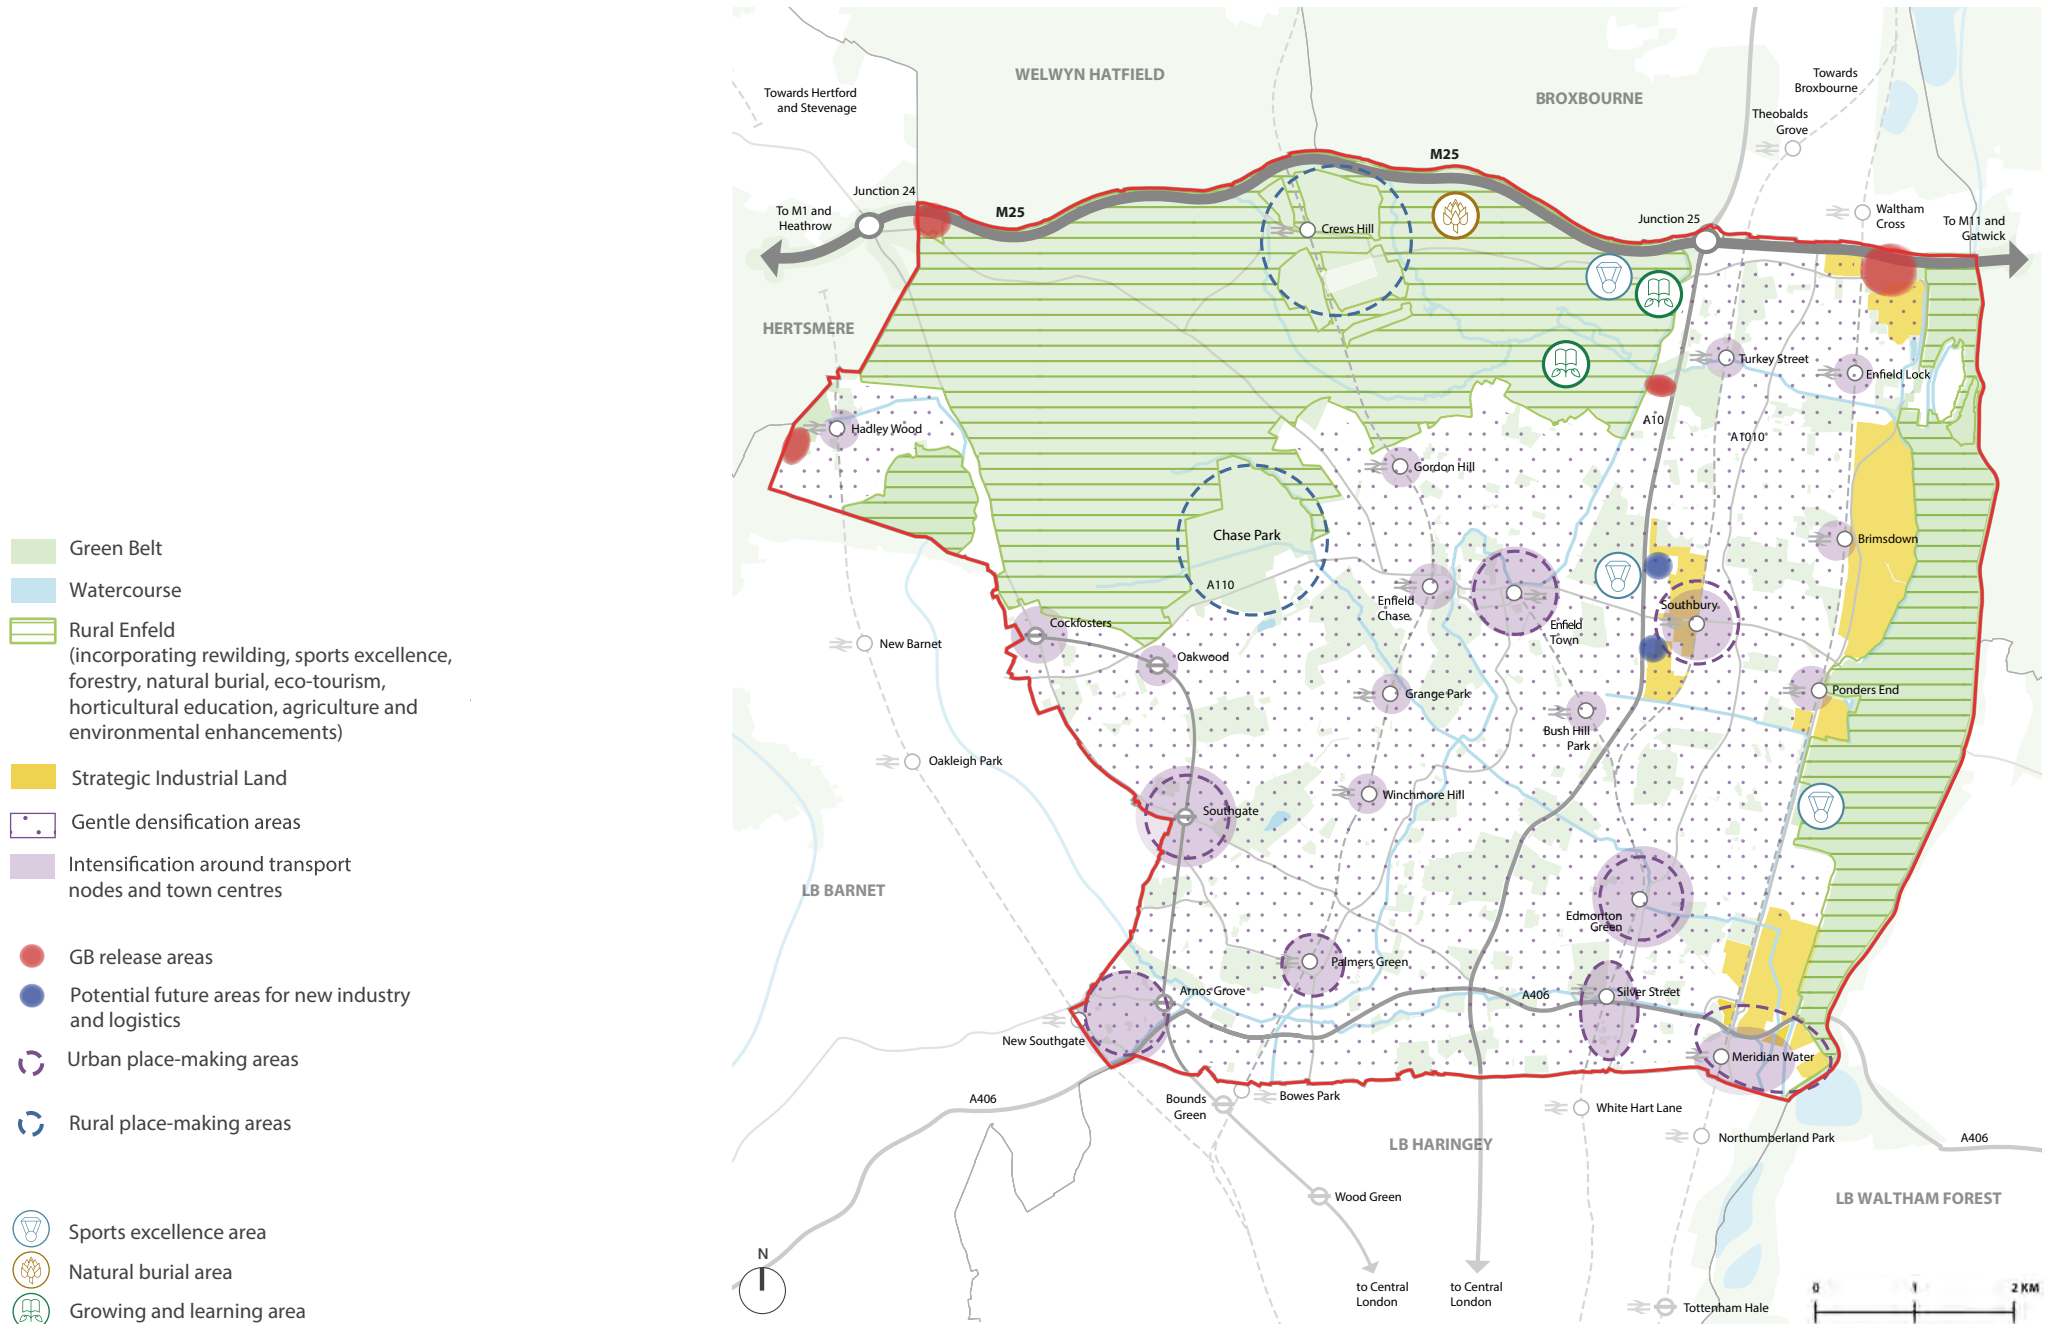 Green Belt
Watercourse
Rural Enfeld
(incorporating rewilding, sports excellence,
forestry, natural burial, eco-tourism,
horticultural education, agriculture and
environmental enhancements)
Strategic Industrial Land
Gentle densification areas
Intensification around transport
nodes and town centres
GB release areas
Potential future areas for new industry
and logistics
Urban place-making areas
Rural place-making areas
Sports excellence area
Natural burial area
Growing and learning area
WELWYN HATFIELD
BROXBOURNE
Towards
Broxbourne
Towards Hertford
and Stevenage
Theobalds
Grove
M25
Junction 24
M25
To M1 and
Heathrow
Junction 25
Waltham
Cross
To M11 and
Gatwick
Crews Hill
HERTSMERE
Turkey Street
Enfield Lock
A10
A1010
Hadley Wood
Gordon Hill
Chase Park
Brimsdown
A110
Enfield
Chase
Enfield
Town
Southbury
Cockfosters
New Barnet
Oakwood
Grange Park
Ponders End
Bush Hill
Park
Oakleigh Park
Winchmore Hill
Southgate
LB BARNET
Edmonton
Green
Palmers Green
Arnos Grove
A406
Silver Street
New Southgate
Meridian Water
A406
Bounds
Green
Bowes Park
White Hart Lane
Northumberland Park
A406
LB HARINGEY
Wood Green
LB WALTHAM FOREST
N
to Central
London
to Central
London
Tottenham Hale
0 1 2 KM